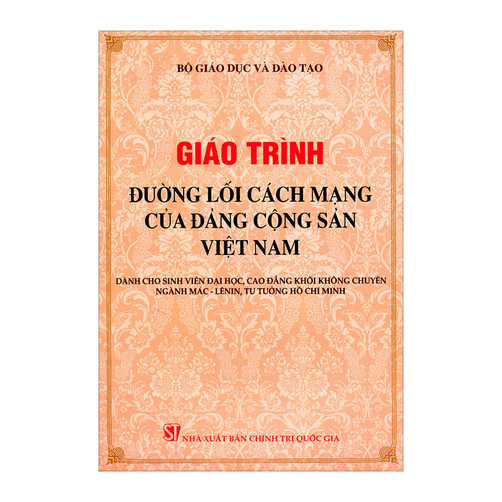 BỘ GIÁO DỤC VÀ ĐÀO TẠO
GIÁO TRÌNH
ĐƯỜNG LỐI CÁCH MẠNG
CỦA ĐẢNG CỘNG SẢN
VIỆT NAM
DÀNH CHO SINH VIÊN ĐẠI HỌC, CAO ĐẲNG KHỐI KHÔNG CHUYÊN
NGÀNH MÁC - LÊNIN, TƯ TƯỞNG HỒ CHÍ MINH
ST NHÀ XUẤT BẢN CHÍNH TRỊ QUỐC GIA